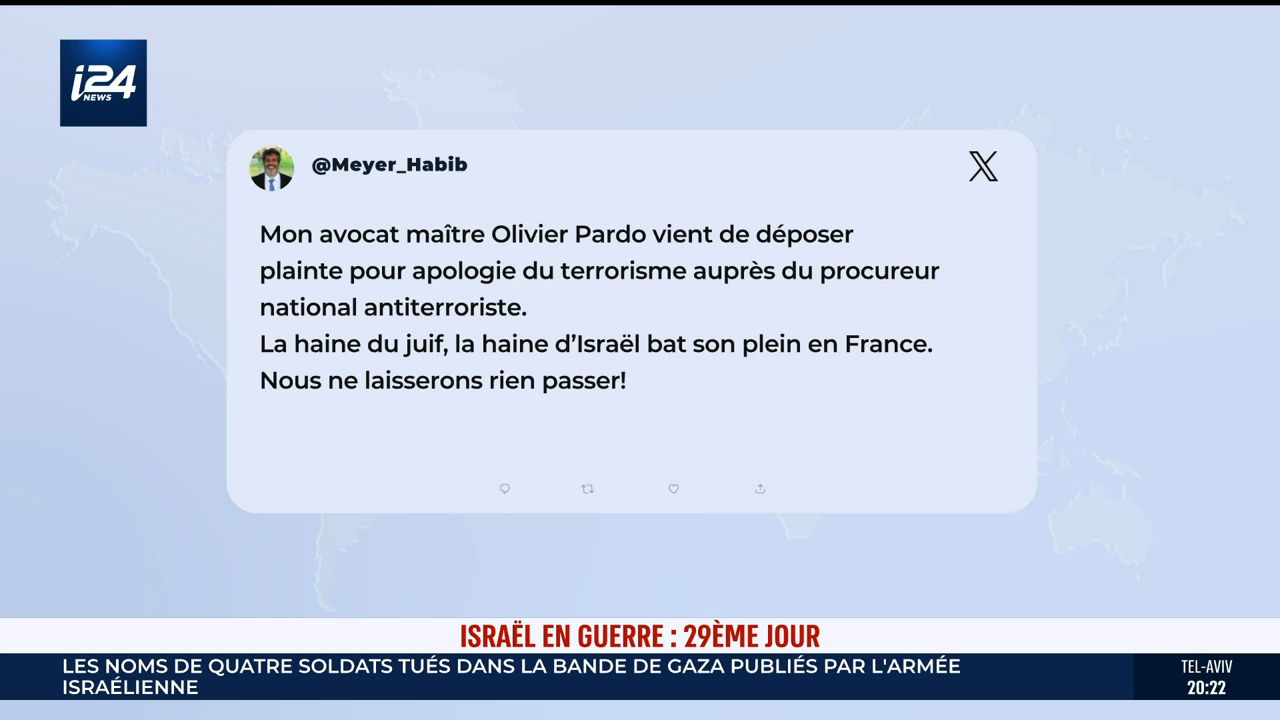 i24
NEWS
@Meyer_Habib
Mon avocat maître Olivier Pardo vient de déposer
plainte pour apologie du terrorisme auprès du procureur
national antiterroriste.
La haine du juif, la haine d’Israël bat son plein en France.
Nous ne laisserons rien passer!
ISRAËL EN GUERRE : 29ÈME JOUR
LES NOMS DE QUATRE SOLDATS TUÉS DANS LA BANDE DE GAZA PUBLIÉS PAR L'ARMÉE
ISRAÉLIENNE
TEL-AVIV
20:22